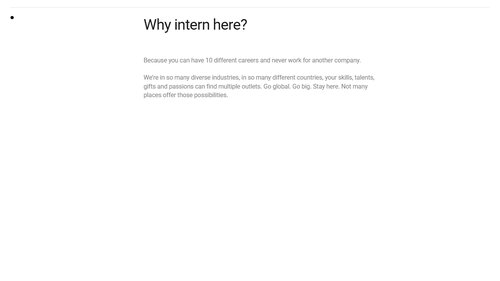 Why intern here?
Because you can have 10 different careers and never work for another company.
We're in so many diverse industries, in so many different countries, your skills, talents,
gifts and passions can find multiple outlets. Go global. Go big. Stay here. Not many
places offer those possibilities.